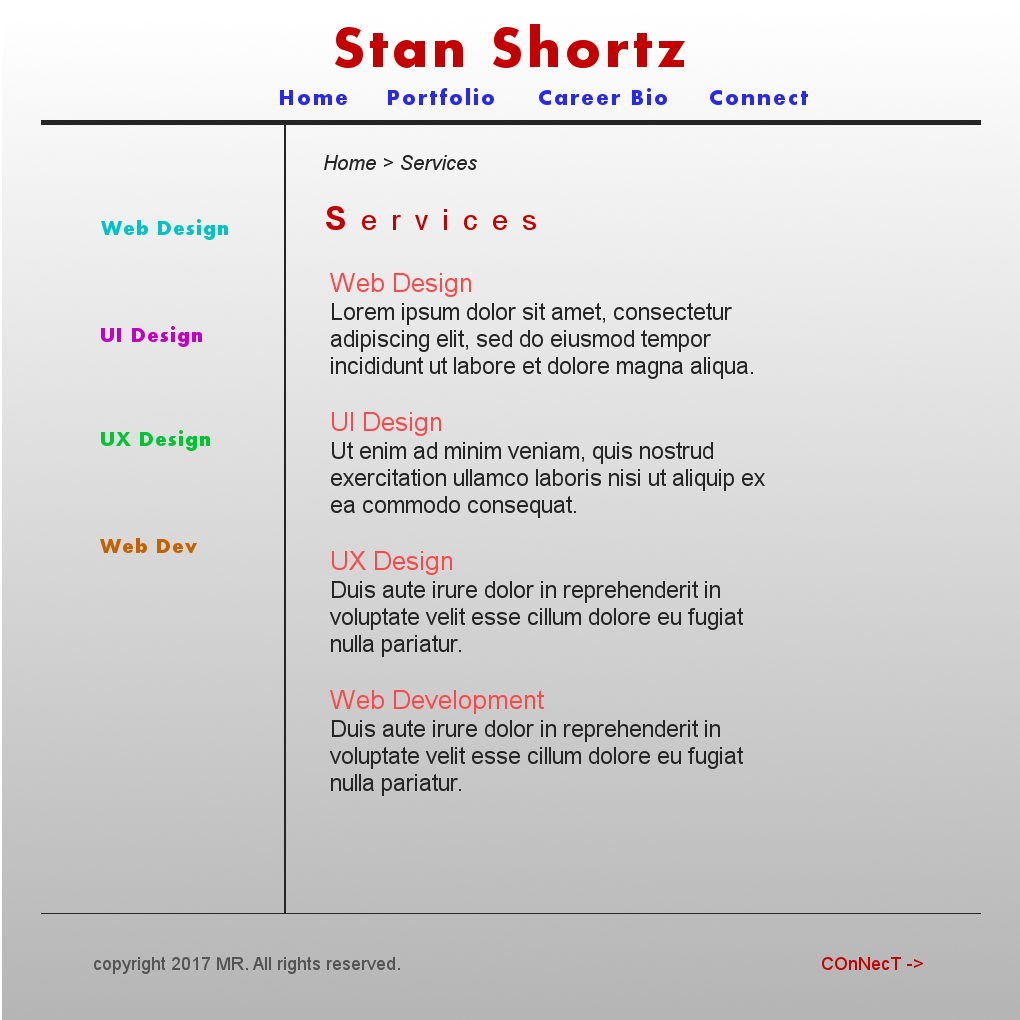 Stan Shortz
Home Portfolio Career Bio Connect
Home > Services
Web Design
UI Design
UX Design
Web Dev
Services
Web Design
Lorem ipsum dolor sit amet, consectetur
adipiscing elit, sed do eiusmod tempor
incididunt ut labore et dolore magna aliqua.
UI Design
Ut enim ad minim veniam, quis nostrud
exercitation ullamco laboris nisi ut aliquip ex
ea commodo consequat.
UX Design
Duis aute irure dolor in reprehenderit in
voluptate velit esse cillum dolore eu fugiat
nulla pariatur.
Web Development
Duis aute irure dolor in reprehenderit in
voluptate velit esse cillum dolore eu fugiat
nulla pariatur.
copyright 2017 MR. All rights reserved.
COnNecT ->